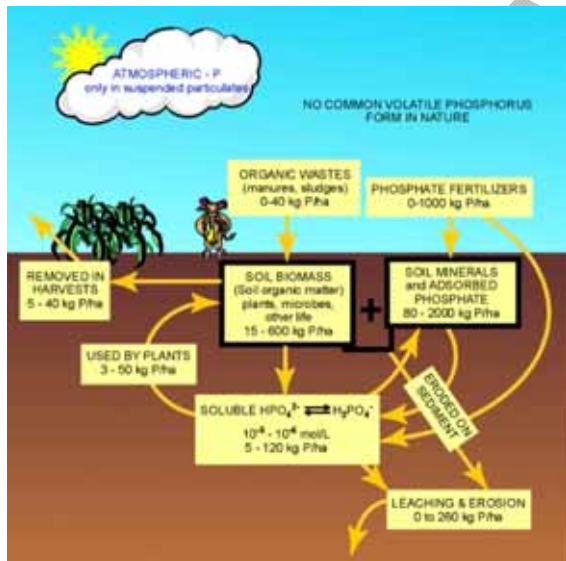 ATMOSPHERIC - P
only in suspended particulates
NO COMMON VOLATILE PHOSPHORUS
FORM IN NATURE
ORGANIC WASTES
(manures, sludges)
0-40 kg P/ha
PHOSPHATE FERTILIZERS
0-1000 kg P/ha
REMOVED IN
HARVESTS
5 - 40 kg P/ha
SOIL BIOMASS
(Soil organic matter)
plants, microbes,
other life
15 - 600 kg P/ha
+
SOIL MINERALS
and ADSORBED
PHOSPHATE
80 - 2000 kg P/ha
USED BY PLANTS
3 - 50 kg P/ha
ERODED ON
SEDIMENT
SOLUBLE HPO₄²⁻ ⇌ H₂PO₄⁻
mol/L
5 - 120 kg P/ha
LEACHING & EROSION
0 to 260 kg P/ha